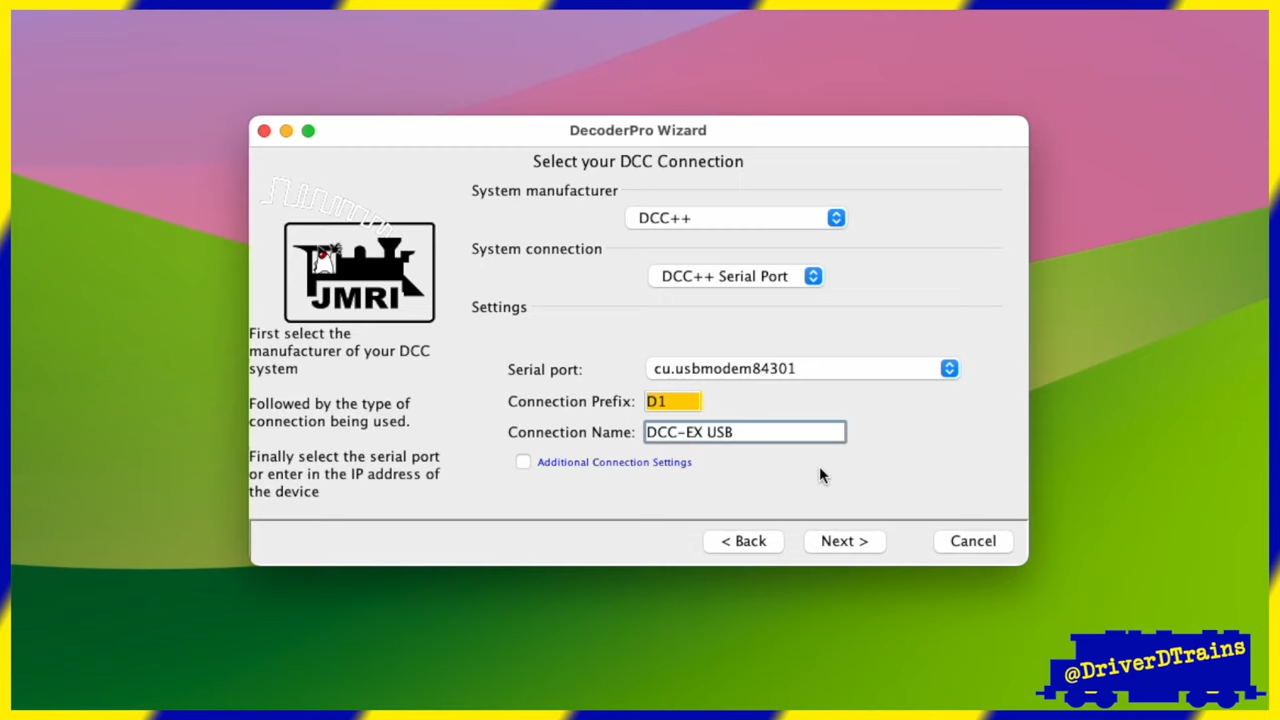 DecoderPro Wizard
Select your DCC Connection
System manufacturer
DCC++
System connection
DCC++ Serial Port
Settings
JMRI
First select the
manufacturer of your DCC
system
Followed by the type of
connection being used.
Finally select the serial port
or enter in the IP address of
the device
Serial port: cu.usbmodem84301
Connection Prefix: D1
Connection Name: DCC-EX USB
Additional Connection Settings
< Back Next > Cancel
@DriverDTrains